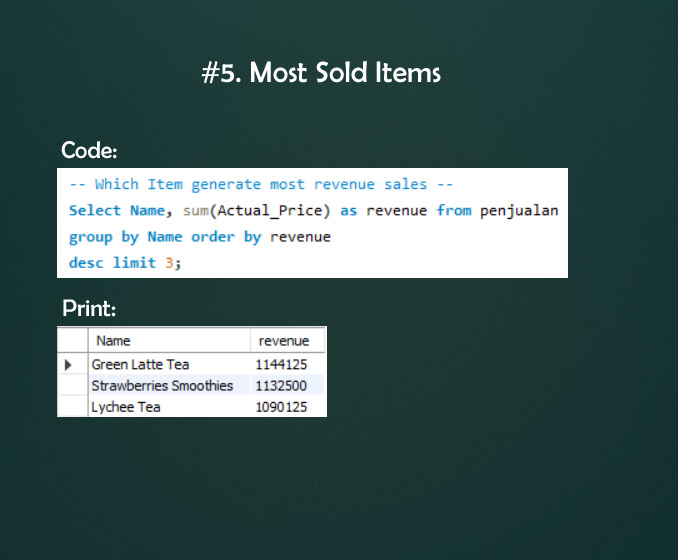 #5. Most Sold Items
Code:
-- Which Item generate most revenue sales --
Select Name, sum(Actual_Price) as revenue from penjualan
group by Name order by revenue
desc limit 3;
Print:
Name revenue
Green Latte Tea 1144125
Strawberries Smoothies 1132500
Lychee Tea 1090125